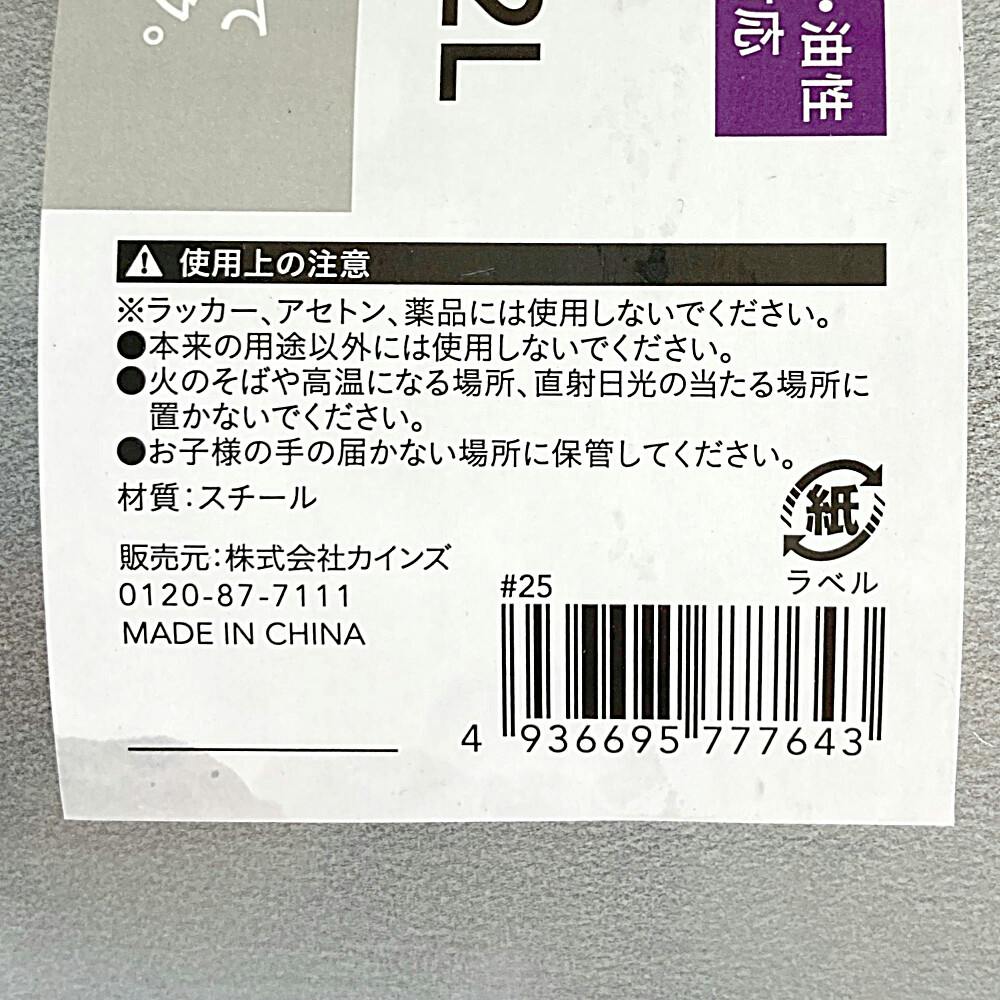 て
。
2L
・油性
対応
使用上の注意
※ラッカー、アセトン、薬品には使用しないでください。
●本来の用途以外には使用しないでください。
●火のそばや高温になる場所、直射日光の当たる場所に
置かないでください。
●お子様の手の届かない場所に保管してください。
材質：スチール
紙
ラベル
販売元：株式会社カインズ
0120-87-7111
MADE IN CHINA
#25
4 936695 777643